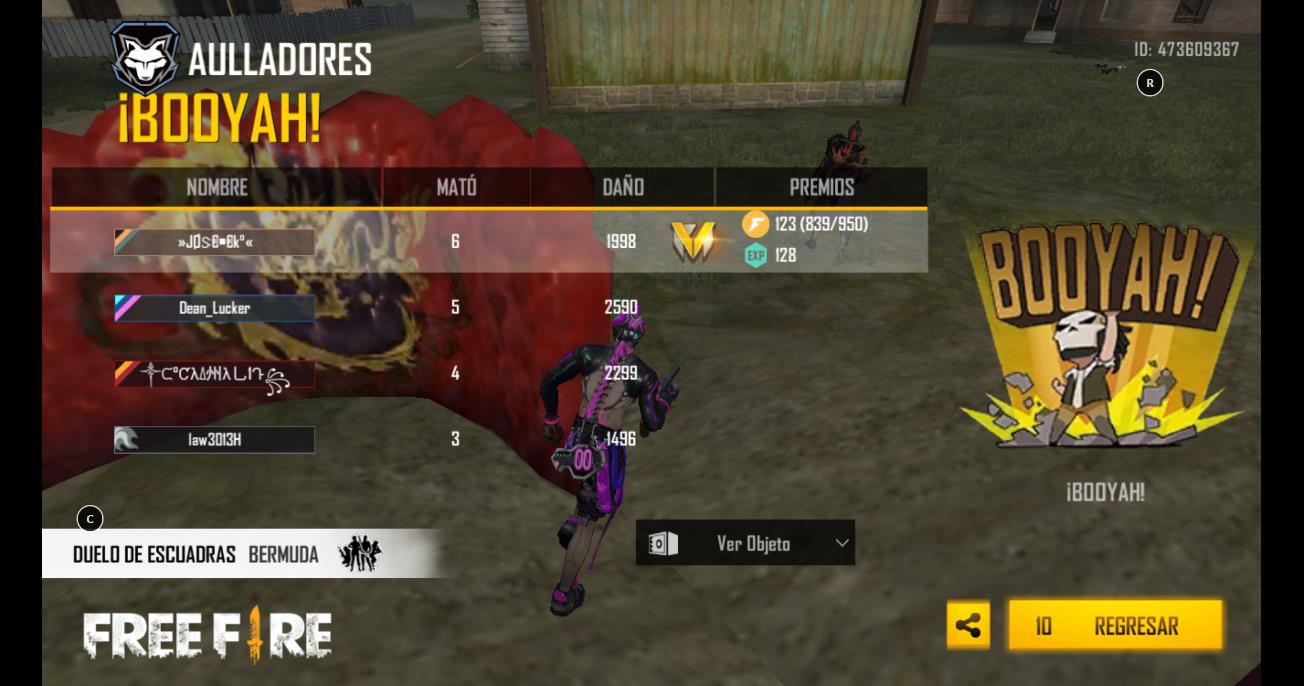 AULLADORES
ID: 473609367
R
¡BOOYAH!
NOMBRE MATÓ DAÑO PREMIOS
6 1998 123 (839/950)
EXP 128
Dean_Lucker 5 2590
4 2299
law3013H 3 1496
BOOYAH!
¡BOOYAH!
C
DUELO DE ESCUADRAS BERMUDA
00
Ver Objeto
FREE FIRE
10 REGRESAR